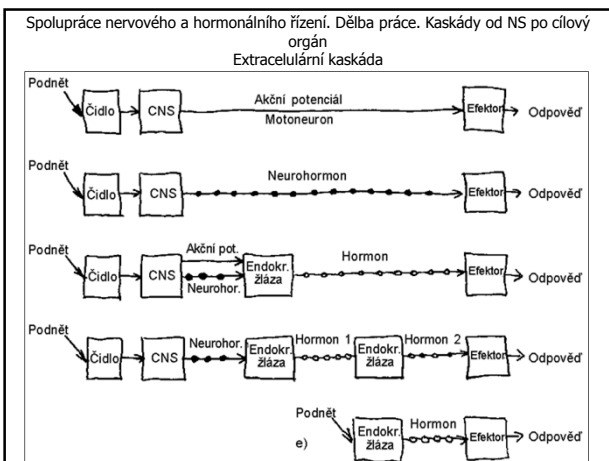 Spolupráce nervového a hormonálního řízení. Dělba práce. Kaskády od NS po cílový
orgán
Extracelulární kaskáda
Podnět
Čidlo CNS Akční potenciál Efektor Odpověď
Motoneuron
Podnět
Čidlo CNS Neurohormon Efektor Odpověď
Podnět
Akční pot.
Čidlo CNS Endokr. Hormon Efektor Odpověď
Neurohor. žláza
Podnět
Čidlo CNS Neurohor. Endokr. Hormon 1 Endokr. Hormon 2 Efektor Odpověď
žláza žláza
Podnět
e) Endokr. Hormon Efektor Odpověď
žláza